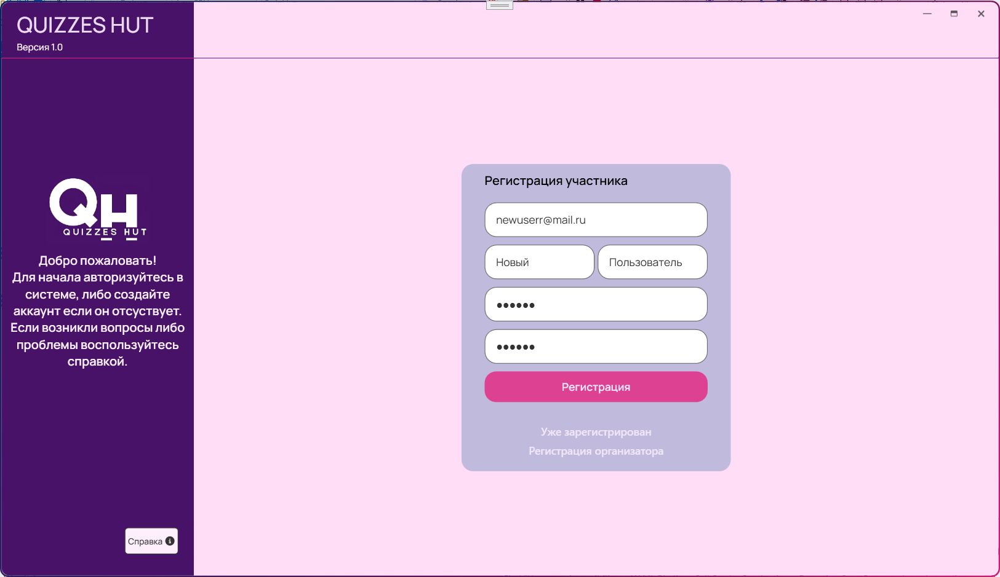 QUIZZES HUT
Версия 1.0
QH
QUIZZES HUT
Добро пожаловать!
Для начала авторизуйтесь в
системе, либо создайте
аккаунт если он отсуствует.
Если возникли вопросы либо
проблемы воспользуйтесь
справкой.
Справка
Регистрация участника
newuserr@mail.ru
Новый
Пользователь
●●●●●●
●●●●●●
Регистрация
Уже зарегистрирован
Регистрация организатора